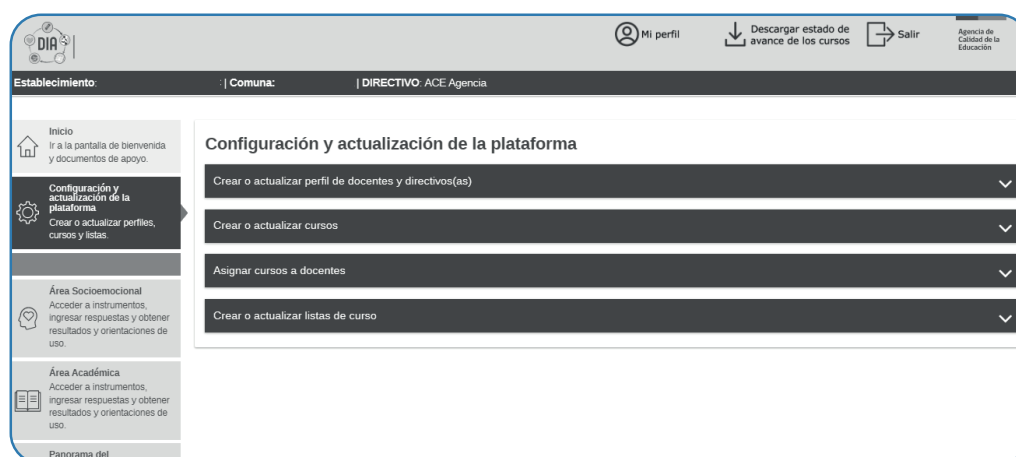 DIA
Mi perfil
Descargar estado de
avance de los cursos
Salir
Agencia de
Calidad de la
Educación
Establecimiento: : | Comuna: | DIRECTIVO: ACE Agencia
Inicio
Ir a la pantalla de bienvenida
y documentos de apoyo.
Configuración y
actualización de la
plataforma
Crear o actualizar perfiles,
cursos y listas.
Área Socioemocional
Acceder a instrumentos,
ingresar respuestas y obtener
resultados y orientaciones de
uso.
Área Académica
Acceder a instrumentos,
ingresar respuestas y obtener
resultados y orientaciones de
uso.
Panorama del
Configuración y actualización de la plataforma
Crear o actualizar perfil de docentes y directivos(as)
Crear o actualizar cursos
Asignar cursos a docentes
Crear o actualizar listas de curso